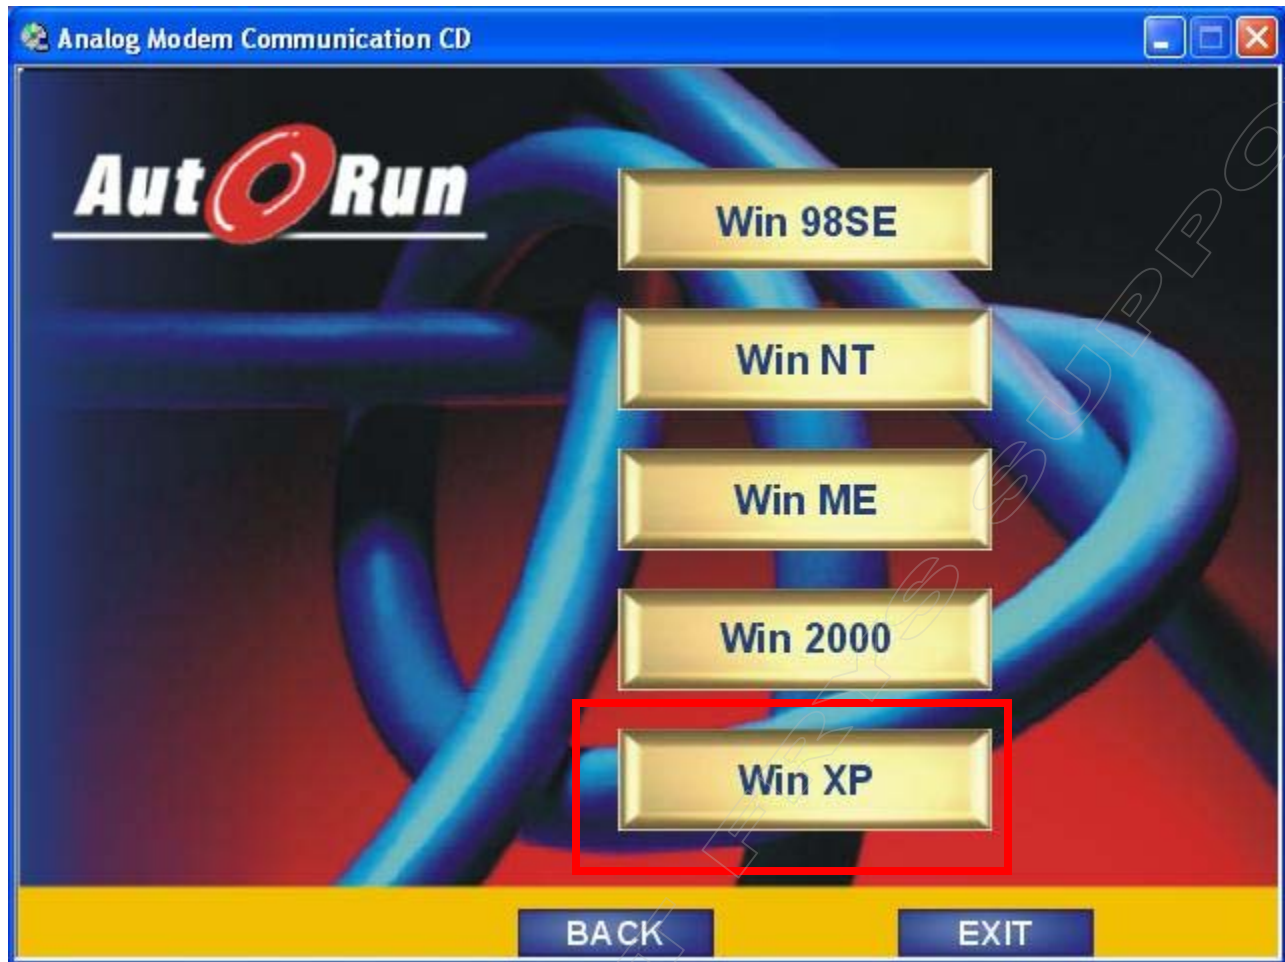 Analog Modem Communication CD
AutoRun
Win 98SE
Win NT
Win ME
Win 2000
Win XP
BACK
EXIT